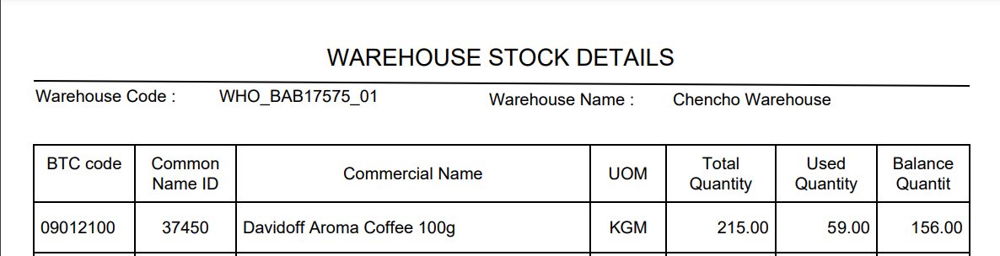 WAREHOUSE STOCK DETAILS
Warehouse Code : WHO_BAB17575_01 Warehouse Name : Chencho Warehouse
BTC code Common Name ID Commercial Name UOM Total Quantity Used Quantity Balance Quantit
09012100 37450 Davidoff Aroma Coffee 100g KGM 215.00 59.00 156.00